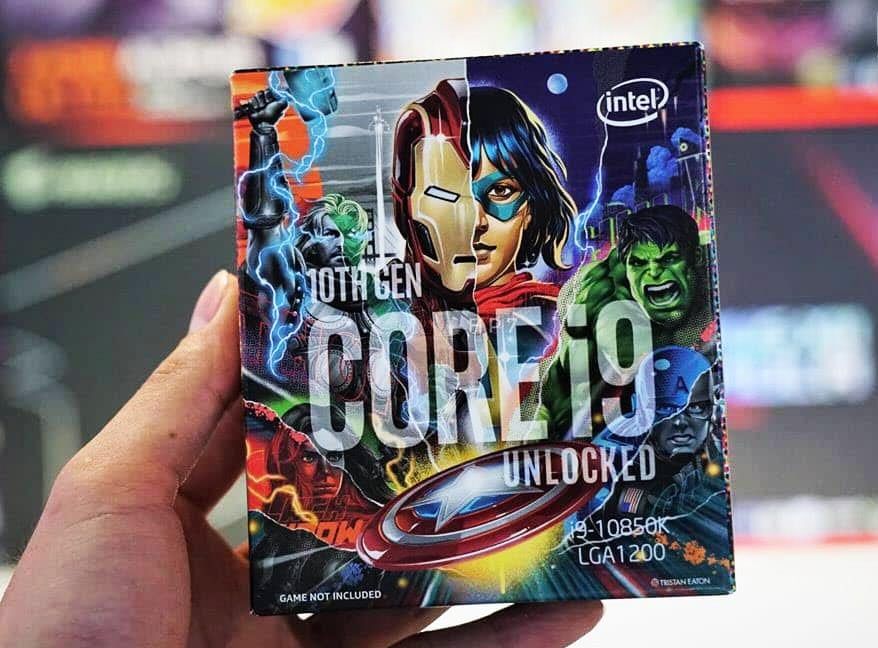 intel
10TH GEN
CORE i9
UNLOCKED
i9-10850K
LGA1200
TRISTAN EATON
GAME NOT INCLUDED
A